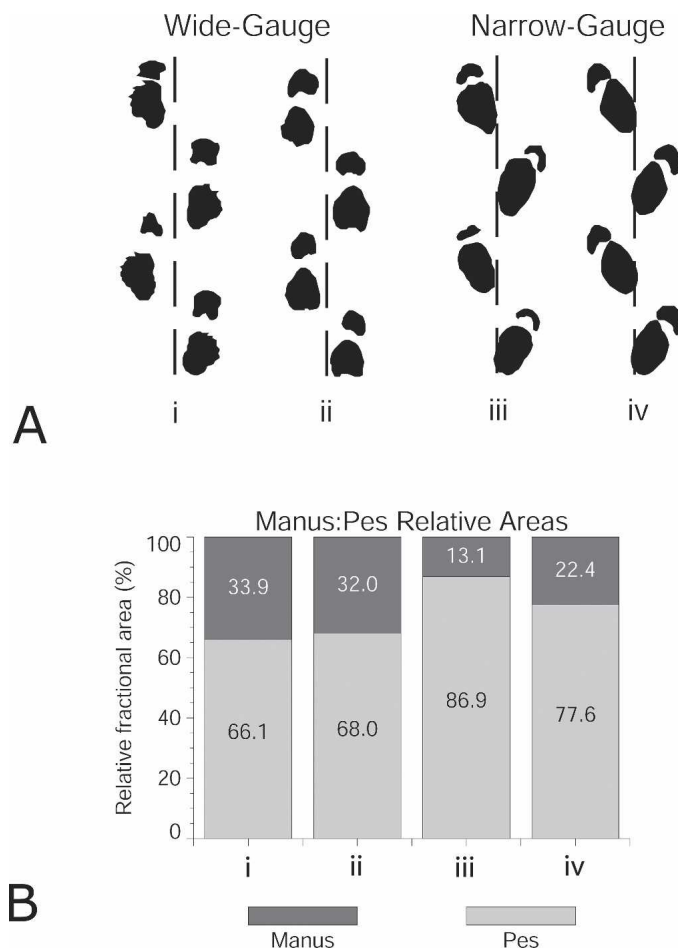 Wide-Gauge Narrow-Gauge
i ii iii iv
A
Manus:Pes Relative Areas
Relative fractional area (%)
100
80
60
40
20
0
33.9 32.0 13.1 22.4
66.1 68.0 86.9 77.6
i ii iii iv
B
Manus Pes